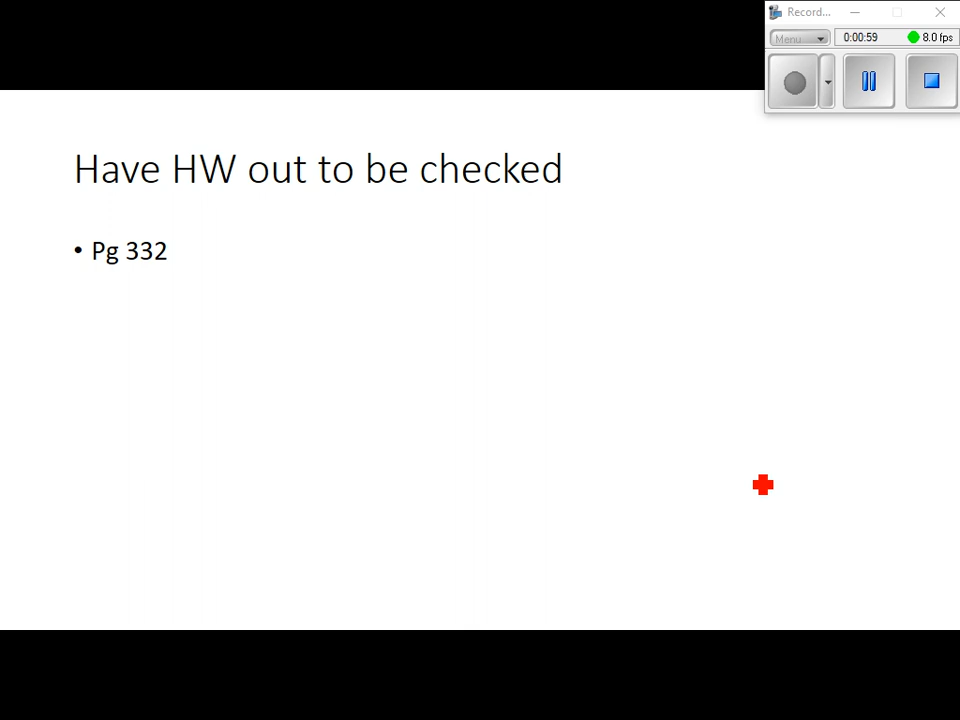 Record...
Menu
0:00:59
8.0 fps
Have HW out to be checked
• Pg 332